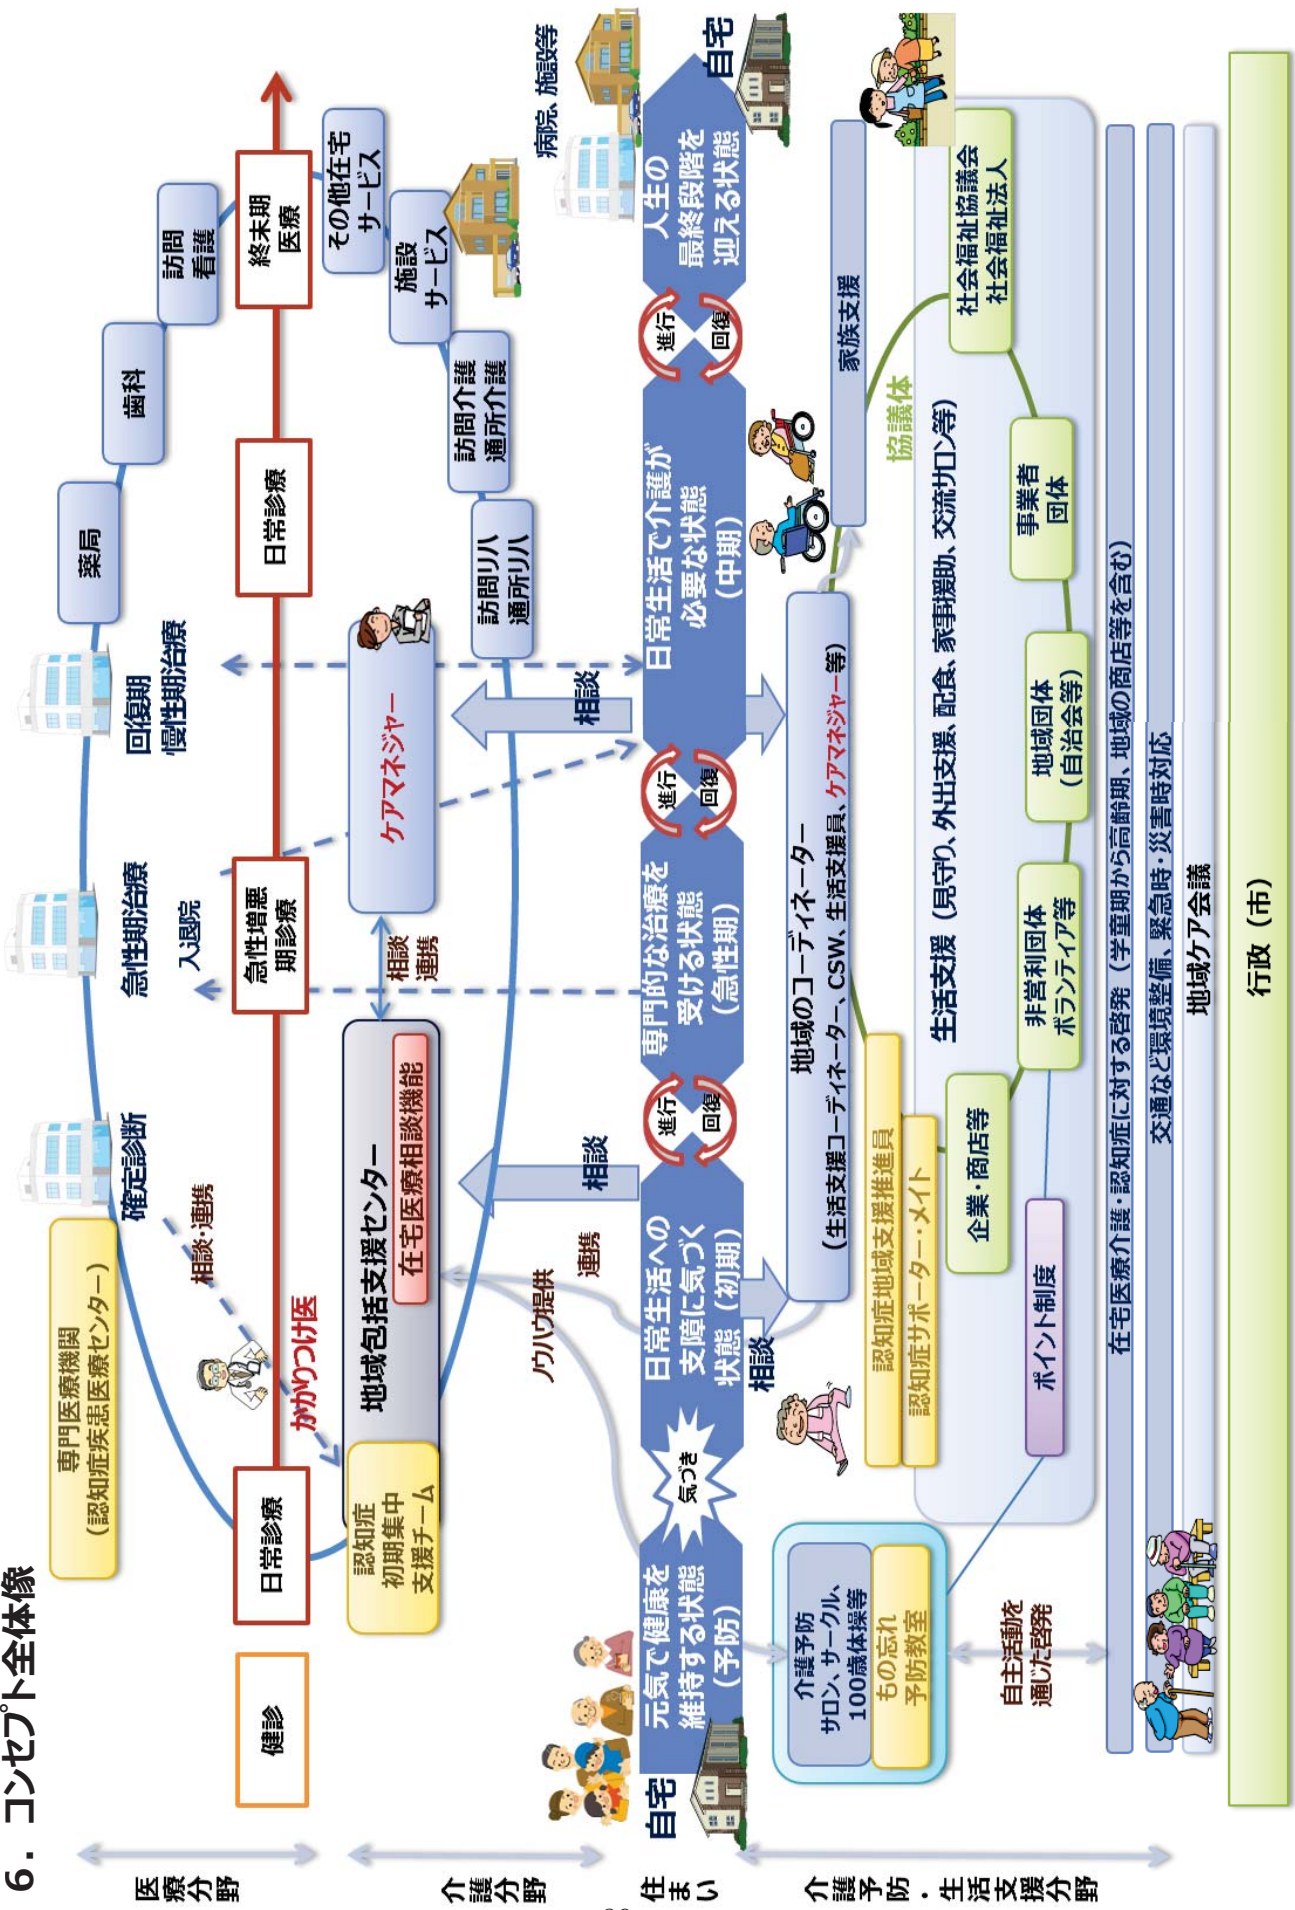 6．コンセプト全体像
医療分野
介護分野
住まい
介護予防・生活支援分野
専門医療機関
（認知症疾患医療センター）
確定診断
急性期治療
回復期
慢性期治療
薬局
歯科
訪問
看護
相談・連携
入退院
健診
日常診療
急性増悪
期診療
日常診療
終末期
医療
かかりつけ医
認知症
初期集中
支援チーム
地域包括支援センター
在宅医療相談機能
相談
連携
ケアマネジャー
訪問リハ
通所リハ
訪問介護
通所介護
施設
サービス
その他在宅
サービス
ノウハウ提供
連携
相談
相談
病院、施設等
自宅
元気で健康を
維持する状態
（予防）
気づき
日常生活への
支障に気づく
状態（初期）
進行
回復
専門的な治療を
受ける状態
（急性期）
進行
回復
日常生活で介護が
必要な状態
（中期）
進行
回復
人生の
最終段階を
迎える状態
自宅
相談
地域のコーディネーター
（生活支援コーディネーター、CSW、生活支援員、ケアマネジャー等）
家族支援
協議体
認知症地域支援推進員
認知症サポーター・メイト
生活支援（見守り、外出支援、配食、家事援助、交流サロン等）
介護予防
サロン、サークル、
100歳体操等
もの忘れ
予防教室
企業・商店等
非営利団体
ボランティア等
地域団体
（自治会等）
事業者
団体
社会福祉協議会
社会福祉法人
ポイント制度
自主活動を
通じた啓発
在宅医療介護・認知症に対する啓発（学童期から高齢期、地域の商店等を含む）
交通など環境整備、緊急時・災害時対応
地域ケア会議
行政（市）